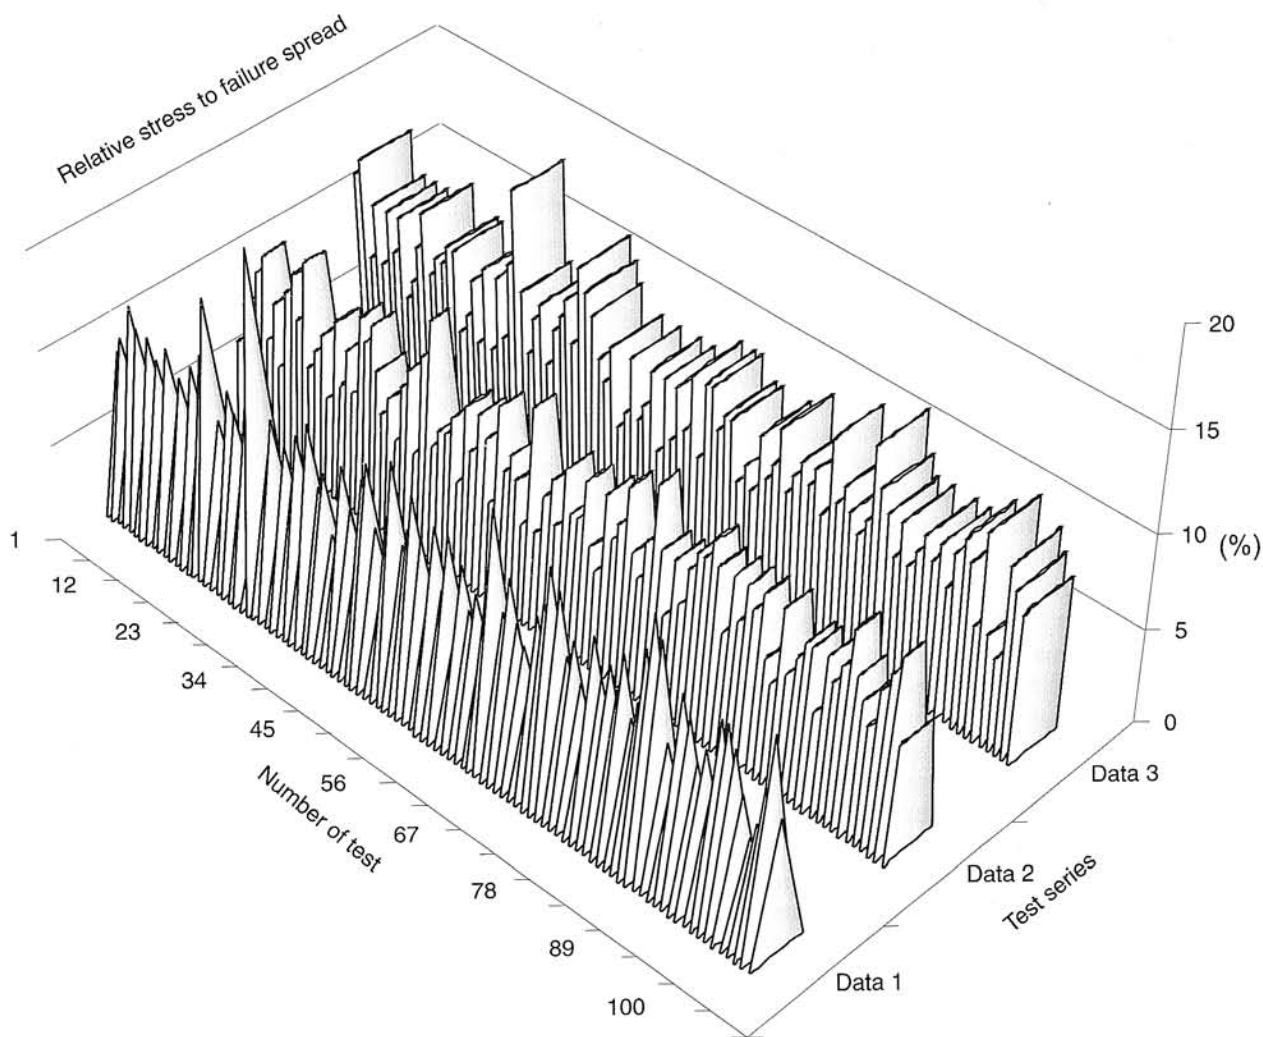 Relative stress to failure spread
20
15
10
(%)
5
0
1
12
23
34
45
56
67
78
89
100
Number of test
Data 1
Data 2
Data 3
Test series